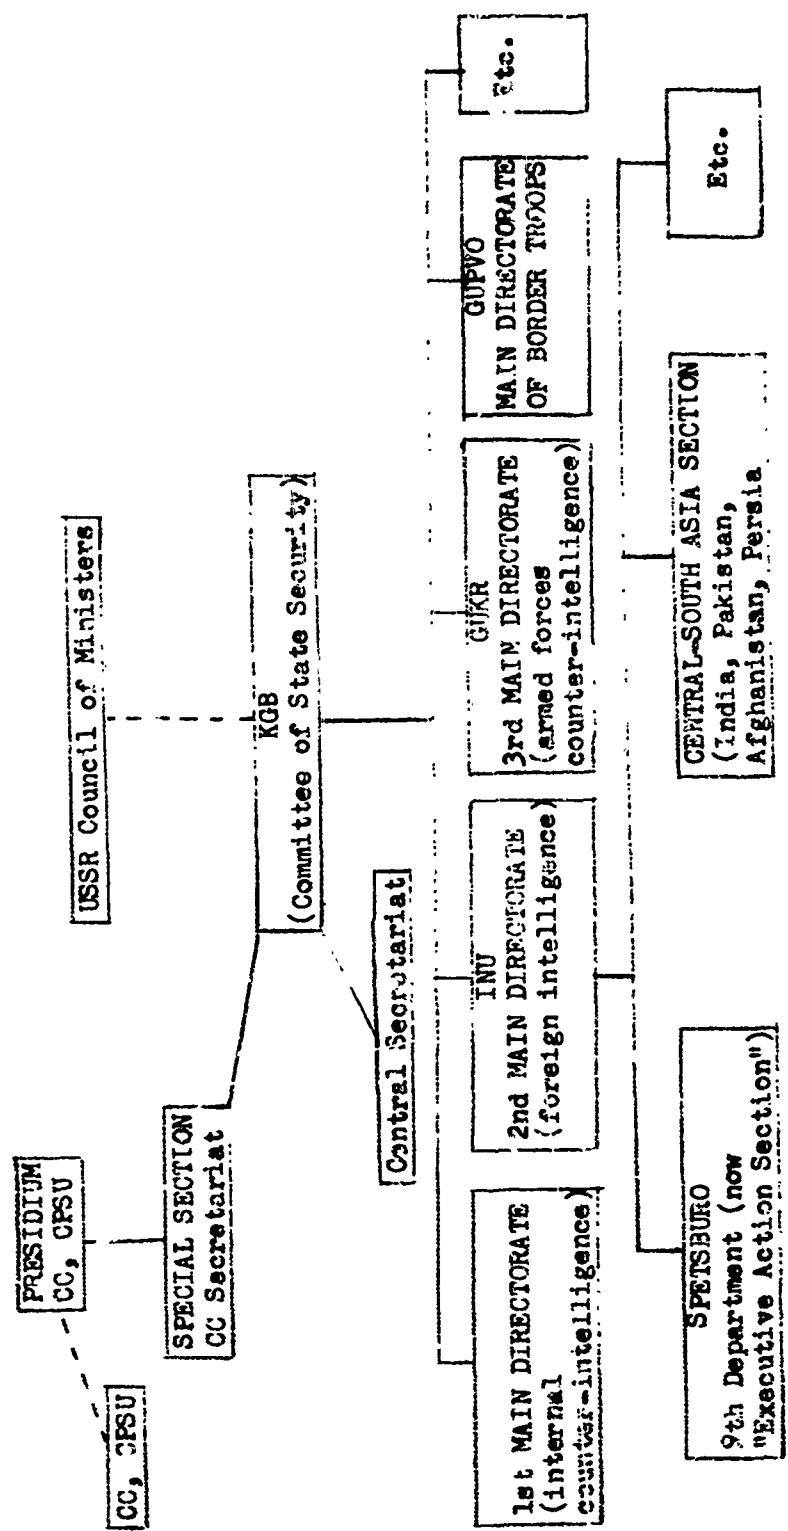 CC, CPSU
PRESIDIUM
CC, CPSU
USSR Council of Ministers
SPECIAL SECTION
CC Secretariat
KGB
(Committee of State Security)
Central Secretariat
1st MAIN DIRECTORATE
(internal
counter-intelligence)
INU
2nd MAIN DIRECTORATE
(foreign intelligence)
GUKR
3rd MAIN DIRECTORATE
(armed forces
counter-intelligence)
GUPVO
MAIN DIRECTORATE
OF BORDER TROOPS
Etc.
SPETSBURO
9th Department (now
"Executive Action Section")
CENTRAL-SOUTH ASIA SECTION
(India, Pakistan,
Afghanistan, Persia
Etc.